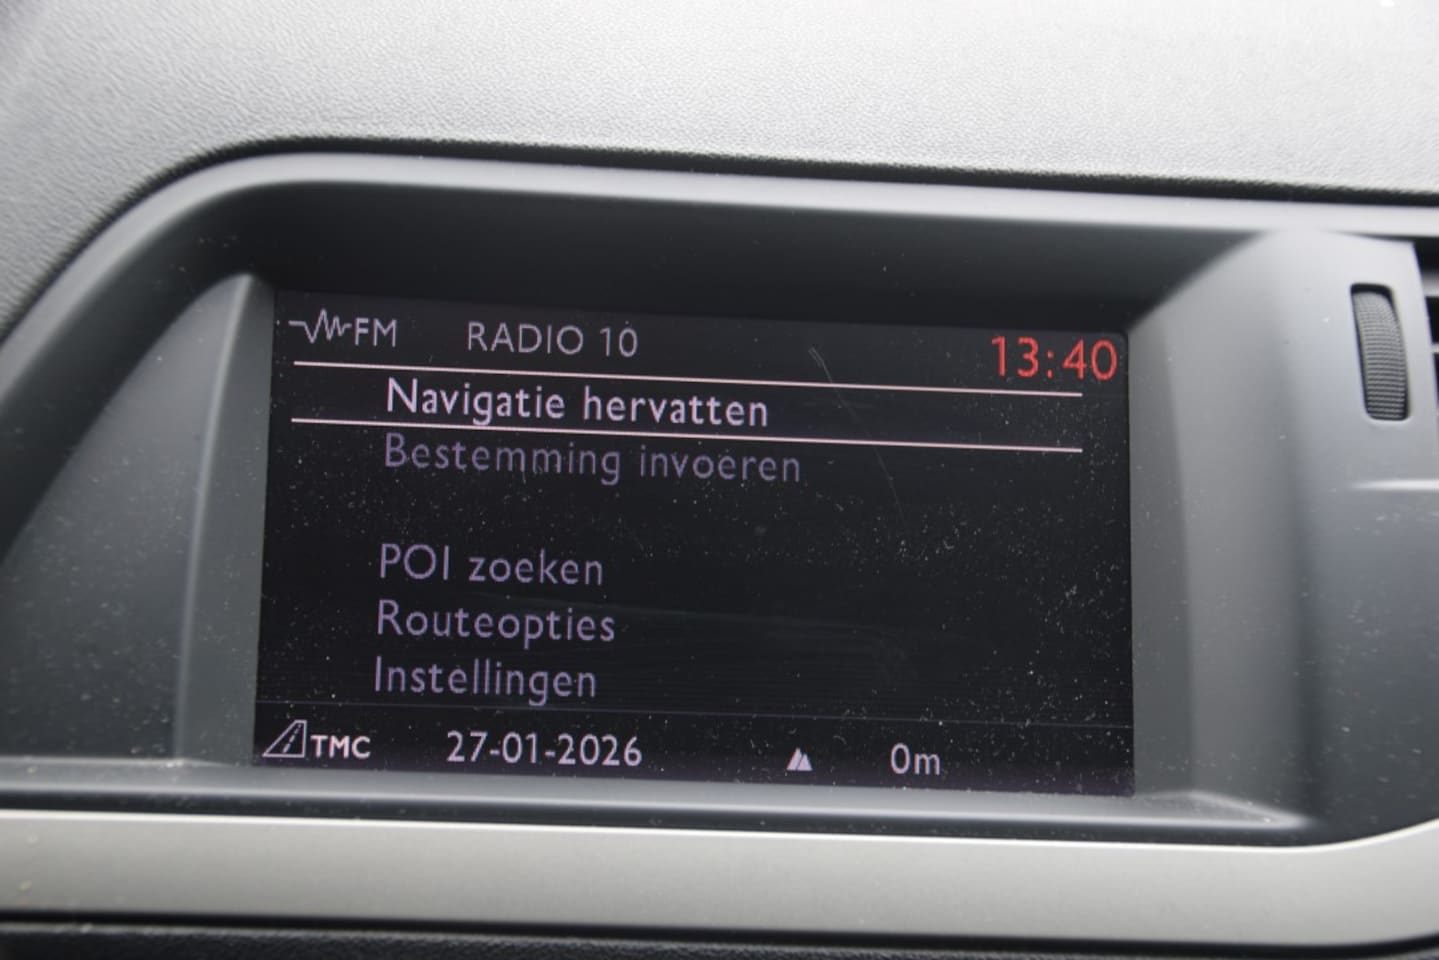 FM RADIO 10 13:40
Navigatie hervatten
Bestemming invoeren
POI zoeken
Routeopties
Instellingen
TMC 27-01-2026 0m